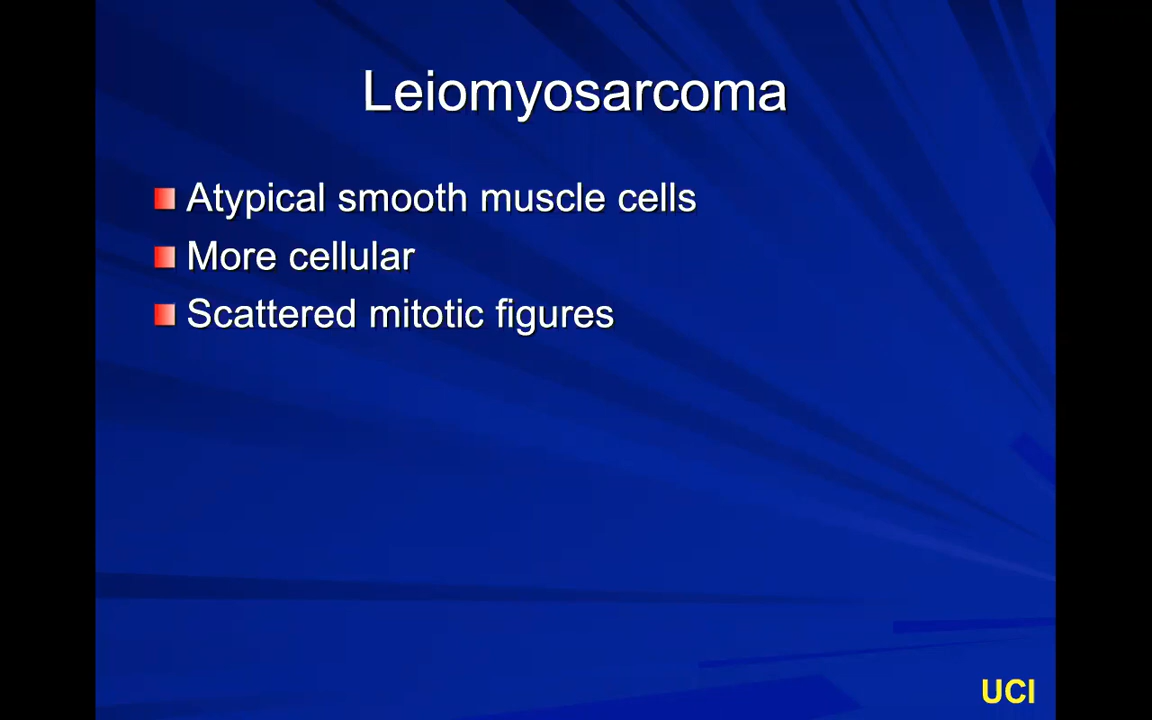 Leiomyosarcoma
Atypical smooth muscle cells
More cellular
Scattered mitotic figures
UCI